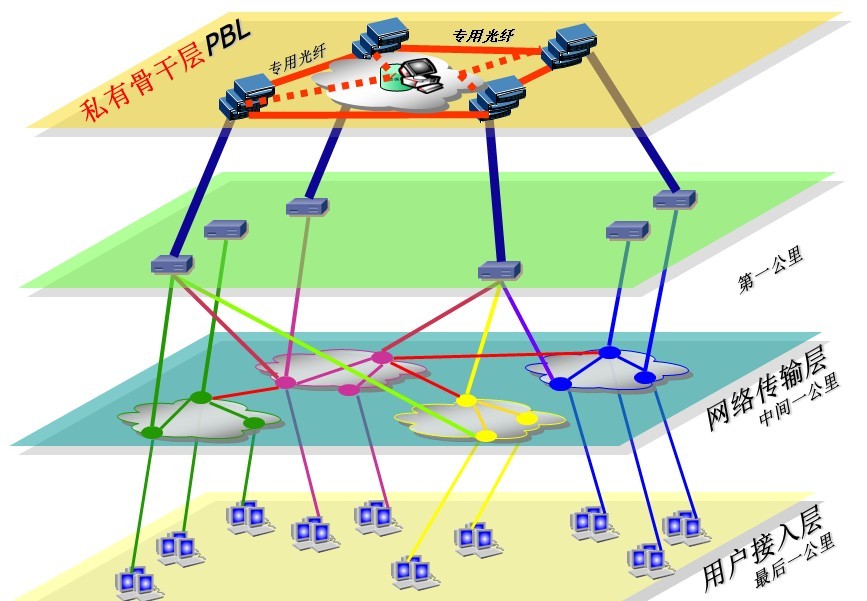 私有骨干层PBL
专用光纤
专用光纤
第一公里
网络传输层
中间一公里
用户接入层
最后一公里